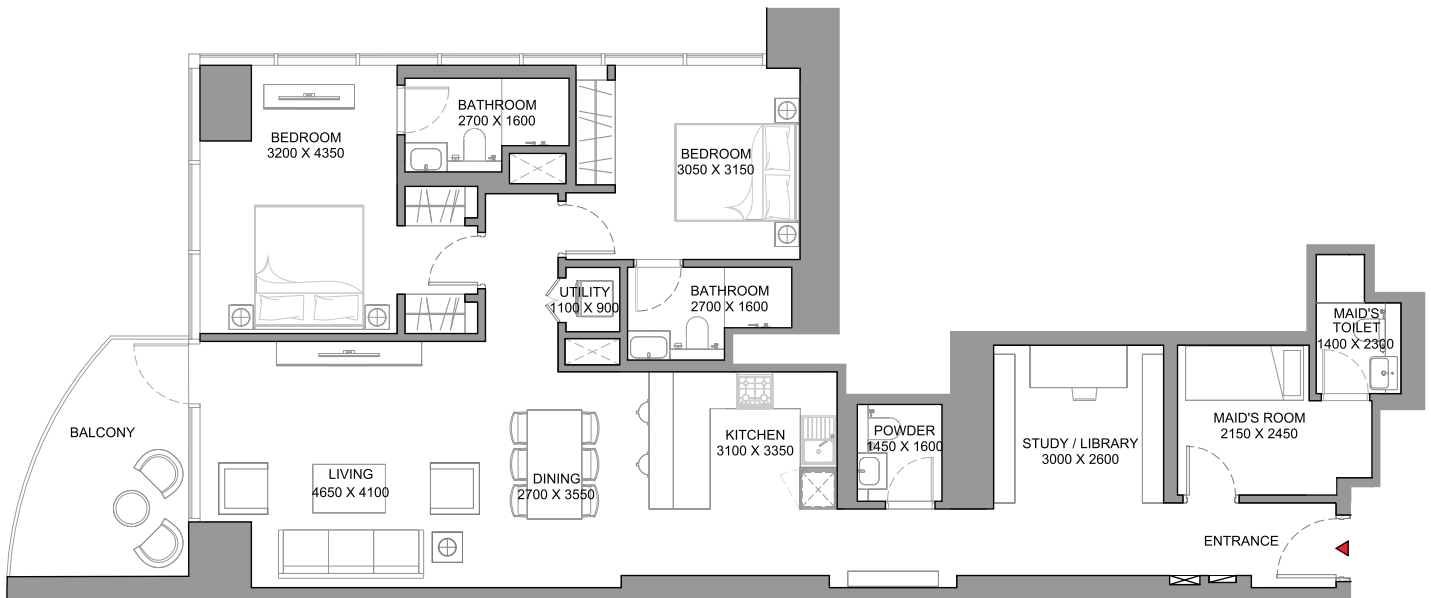 BATHROOM
2700 X 1600
BEDROOM
3200 X 4350
BEDROOM
3050 X 3150
UTILITY
1100 X 900
BATHROOM
2700 X 1600
MAID'S
TOILET
1400 X 2300
BALCONY
MAID'S ROOM
2150 X 2450
KITCHEN
3100 X 3350
POWDER
1450 X 1600
STUDY / LIBRARY
3000 X 2600
LIVING
4650 X 4100
DINING
2700 X 3550
ENTRANCE